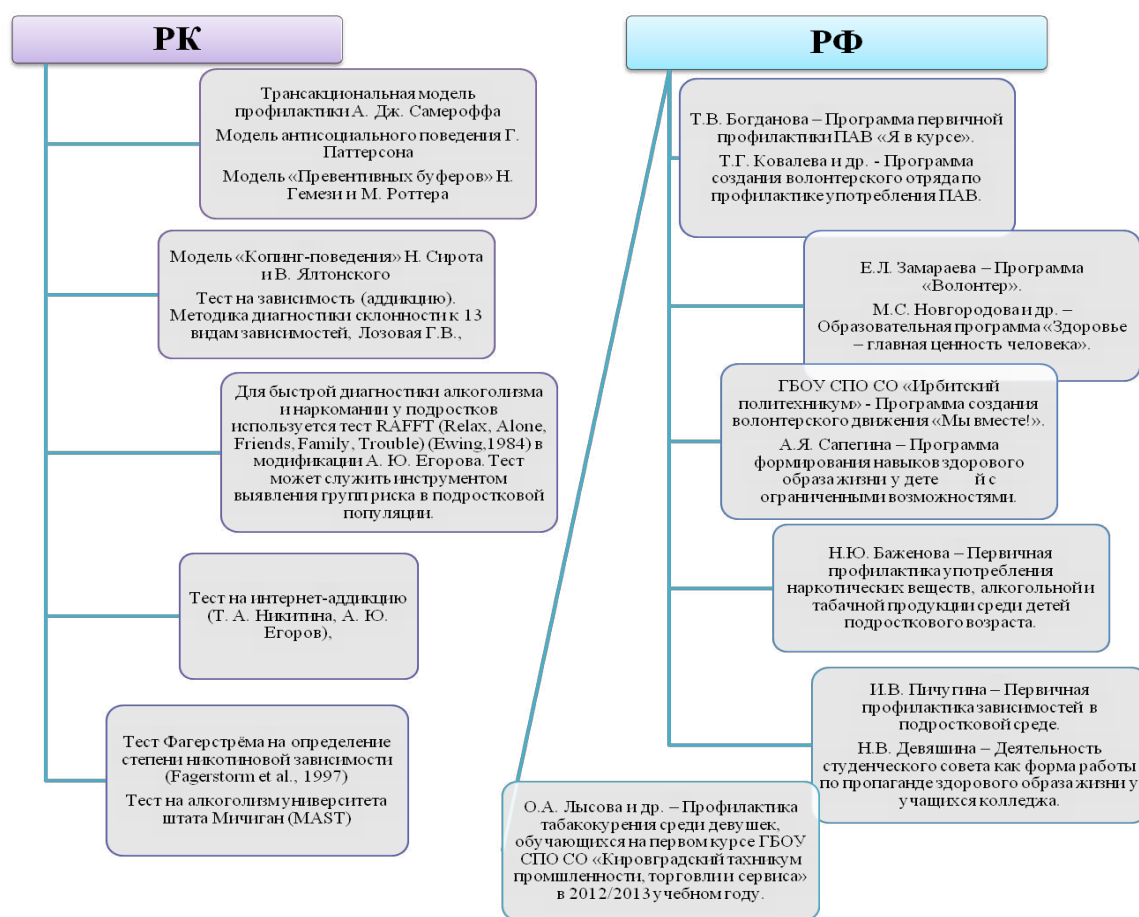 РК
Трансакциональная модель
профилактики А. Дж. Самероффа
Модель антисоциального поведения Г.
Паттерсона
Модель «Превентивных буферов» Н.
Гемези и М. Роттера
Модель «Копинг-поведения» Н. Сирота
и В. Ялтонского
Тест на зависимость (аддикцию).
Методика диагностики склонности к 13
видам зависимостей, Лозовая Г.В.,
Для быстрой диагностики алкоголизма
и наркомании у подростков
используется тест RAFFT (Relax, Alone,
Friends, Family, Trouble) (Ewing,1984) в
модификации А. Ю. Егорова. Тест
может служить инструментом
выявления групп риска в подростковой
популяции.
Тест на интернет-аддикцию
(Т. А. Никитина, А. Ю.
Егоров),
Тест Фагерстрёма на определение
степени никотиновой зависимости
(Fagerstorm et al., 1997)
Тест на алкоголизм университета
штата Мичиган (MAST)
РФ
Т.В. Богданова – Программа первичной
профилактики ПАВ «Я в курсе».
Т.Г. Ковалева и др. - Программа
создания волонтерского отряда по
профилактике употребления ПАВ.
Е.Л. Замараева – Программа
«Волонтер».
М.С. Новгородова и др. –
Образовательная программа «Здоровье
– главная ценность человека».
ГБОУ СПО СО «Ирбитский
политехникум» - Программа создания
волонтерского движения «Мы вместе!».
А.Я. Сапегина – Программа
формирования навыков здорового
образа жизни у дете й с
ограниченными возможностями.
Н.Ю. Баженова – Первичная
профилактика употребления
наркотических веществ, алкогольной и
табачной продукции среди детей
подросткового возраста.
И.В. Пичугина – Первичная
профилактика зависимостей в
подростковой среде.
Н.В. Девяшина – Деятельность
студенческого совета как форма работы
по пропаганде здорового образа жизни у
учащихся колледжа.
О.А. Лысова и др. – Профилактика
табакокурения среди девушек,
обучающихся на первом курсе ГБОУ
СПО СО «Кировградский тахникум
промшленности, торговли и сервиса»
в 2012/2013 учебном году.